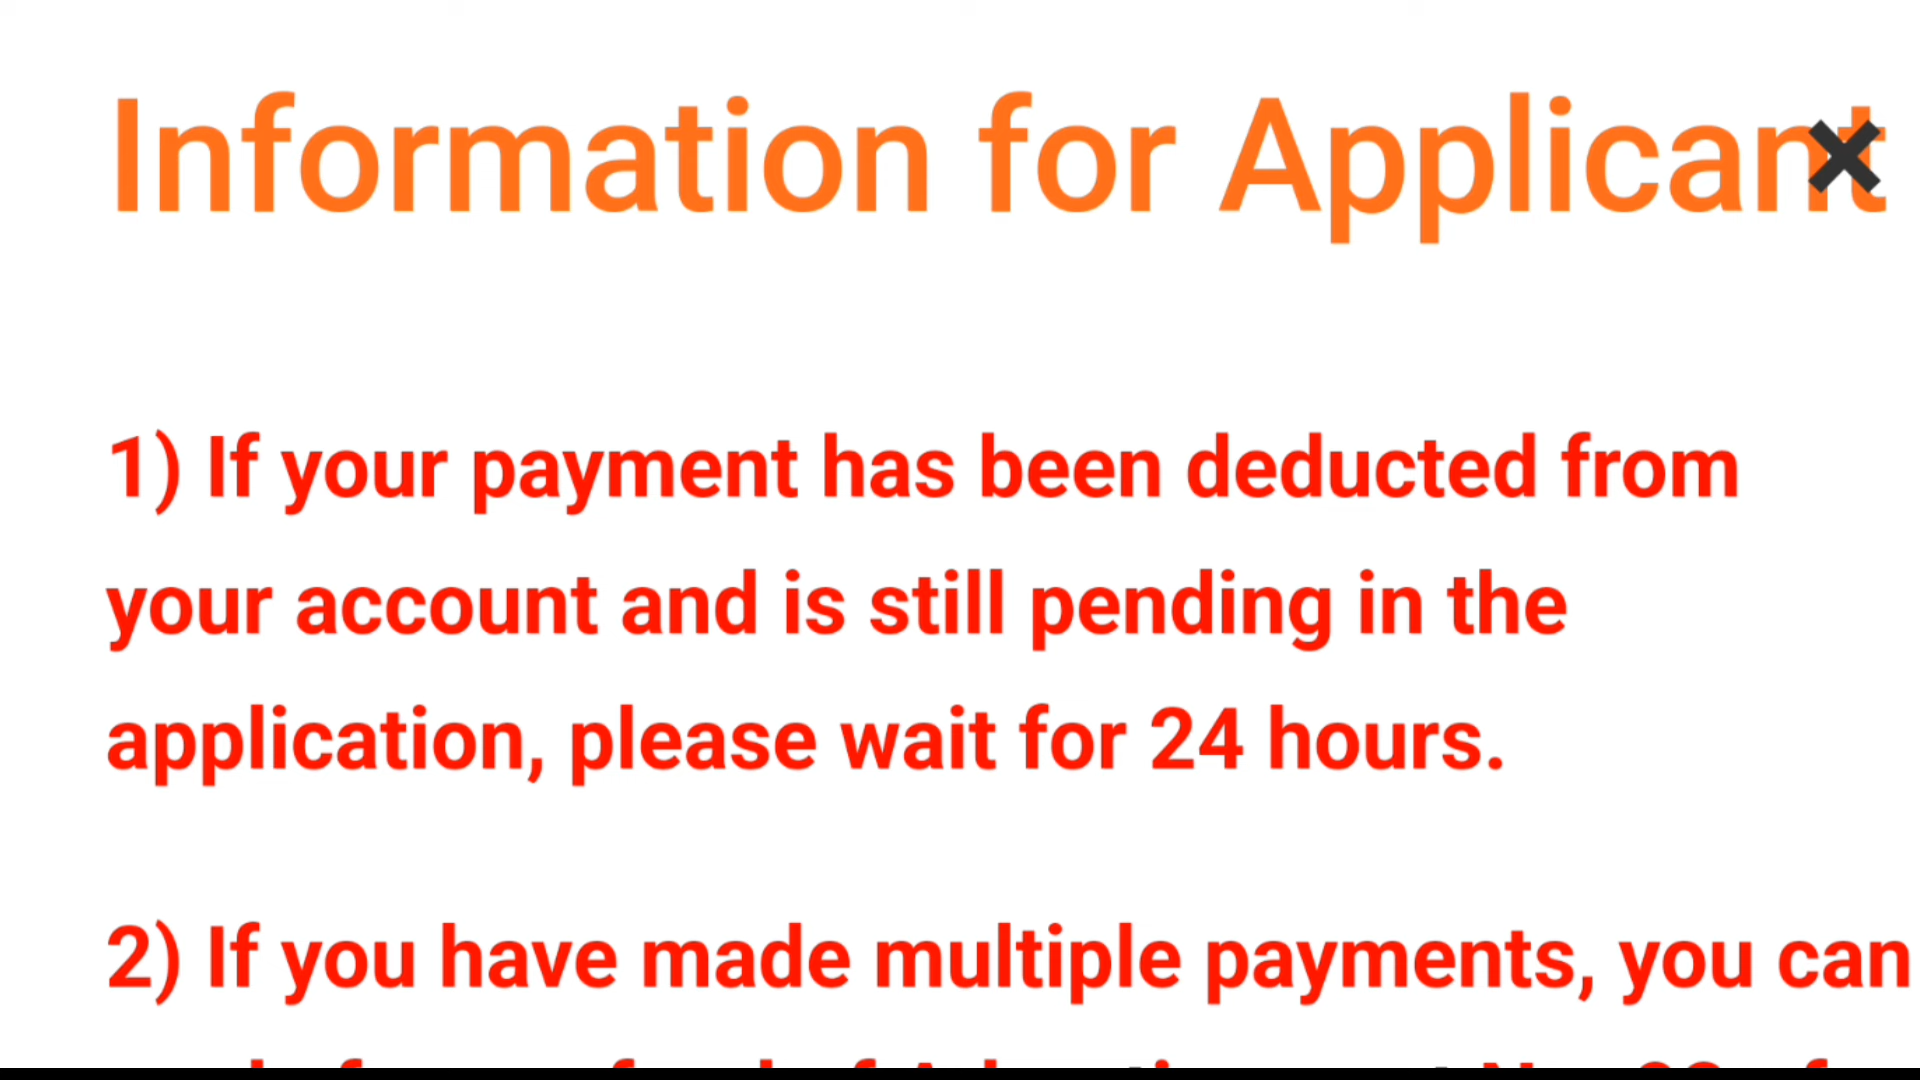 Information for Applicant
1) If your payment has been deducted from
your account and is still pending in the
application, please wait for 24 hours.
2) If you have made multiple payments, you can